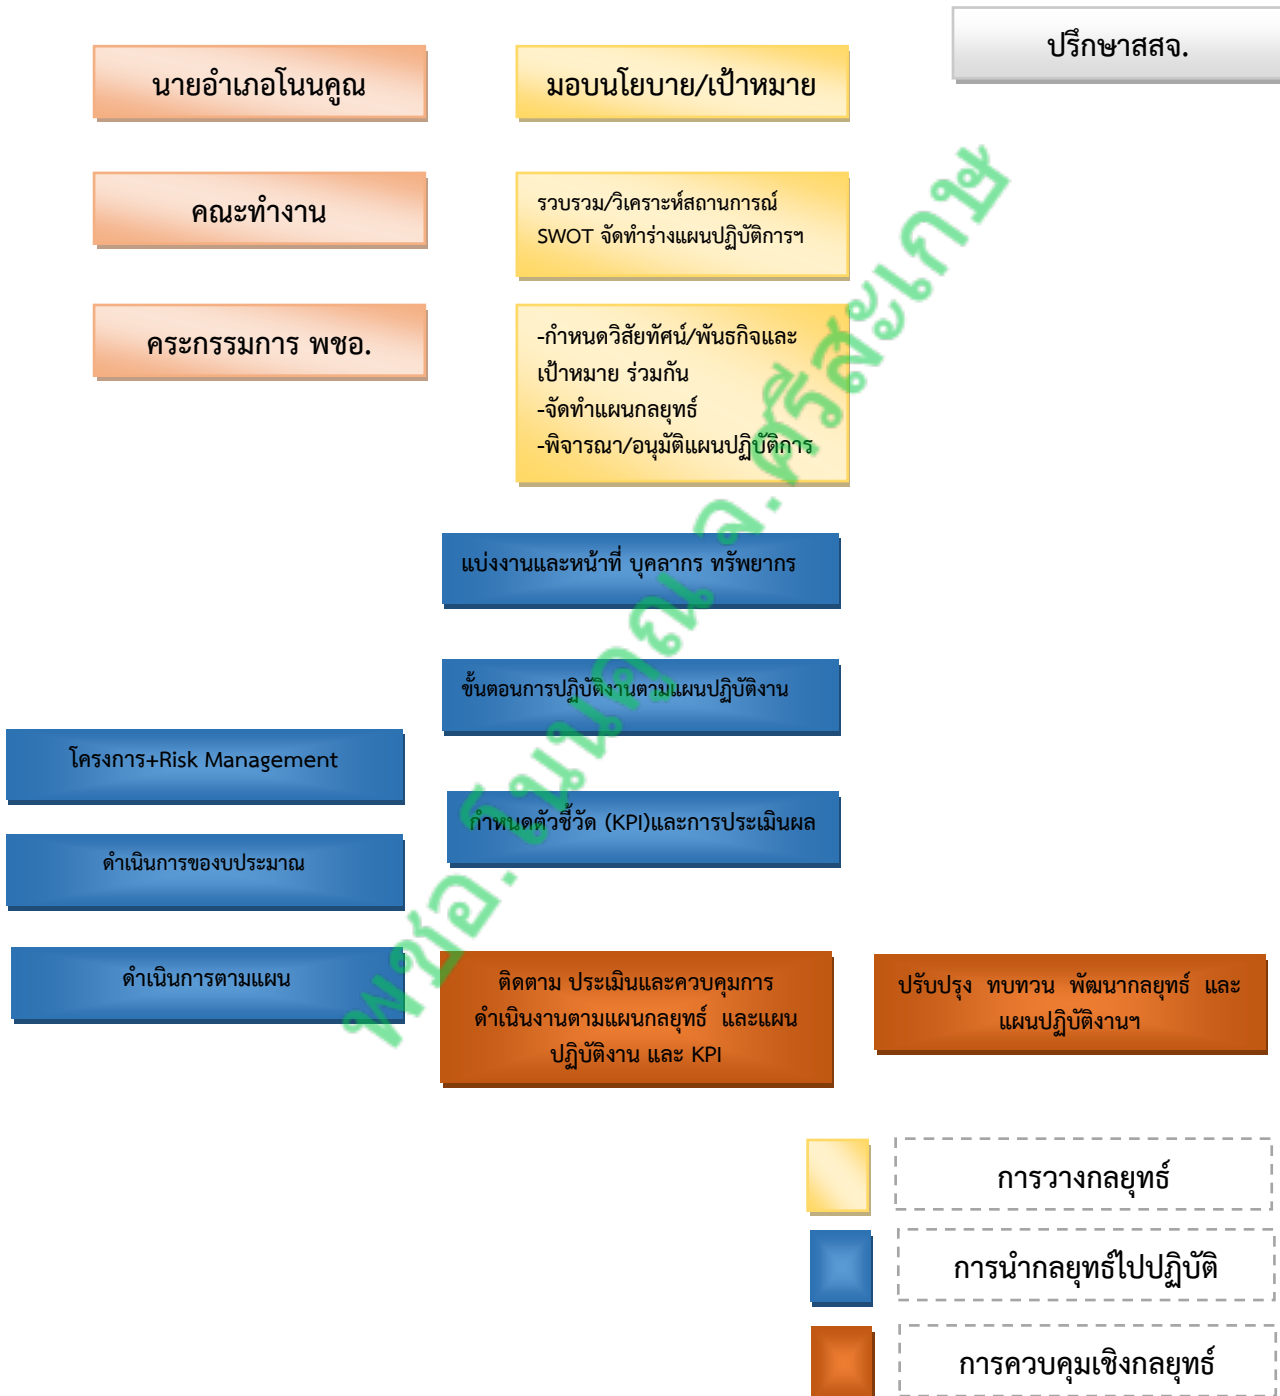 ปรึกษาสสจ.
นายอำเภอโนนคูณ
มอบนโยบาย/เป้าหมาย
คณะทำงาน
รวบรวม/วิเคราะห์สถานการณ์
SWOT จัดทำร่างแผนปฏิบัติการฯ
คระกรรมการ พชอ.
-กำหนดวิสัยทัศน์/พันธกิจและ
เป้าหมาย ร่วมกัน
-จัดทำแผนกลยุทธ์
-พิจารณา/อนุมัติแผนปฏิบัติการ
แบ่งงานและหน้าที่ บุคลากร ทรัพยากร
ขั้นตอนการปฏิบัติงานตามแผนปฏิบัติงาน
โครงการ+Risk Management
กำหนดตัวชี้วัด (KPI)และการประเมินผล
ดำเนินการของบประมาณ
ดำเนินการตามแผน
ติดตาม ประเมินและควบคุมการ
ดำเนินงานตามแผนกลยุทธ์ และแผน
ปฏิบัติงาน และ KPI
ปรับปรุง ทบทวน พัฒนากลยุทธ์ และ
แผนปฏิบัติงานฯ
การวางกลยุทธ์
การนำกลยุทธ์ไปปฏิบัติ
การควบคุมเชิงกลยุทธ์
พชอ.โนนคูณ จ.ศรีสะเกษ